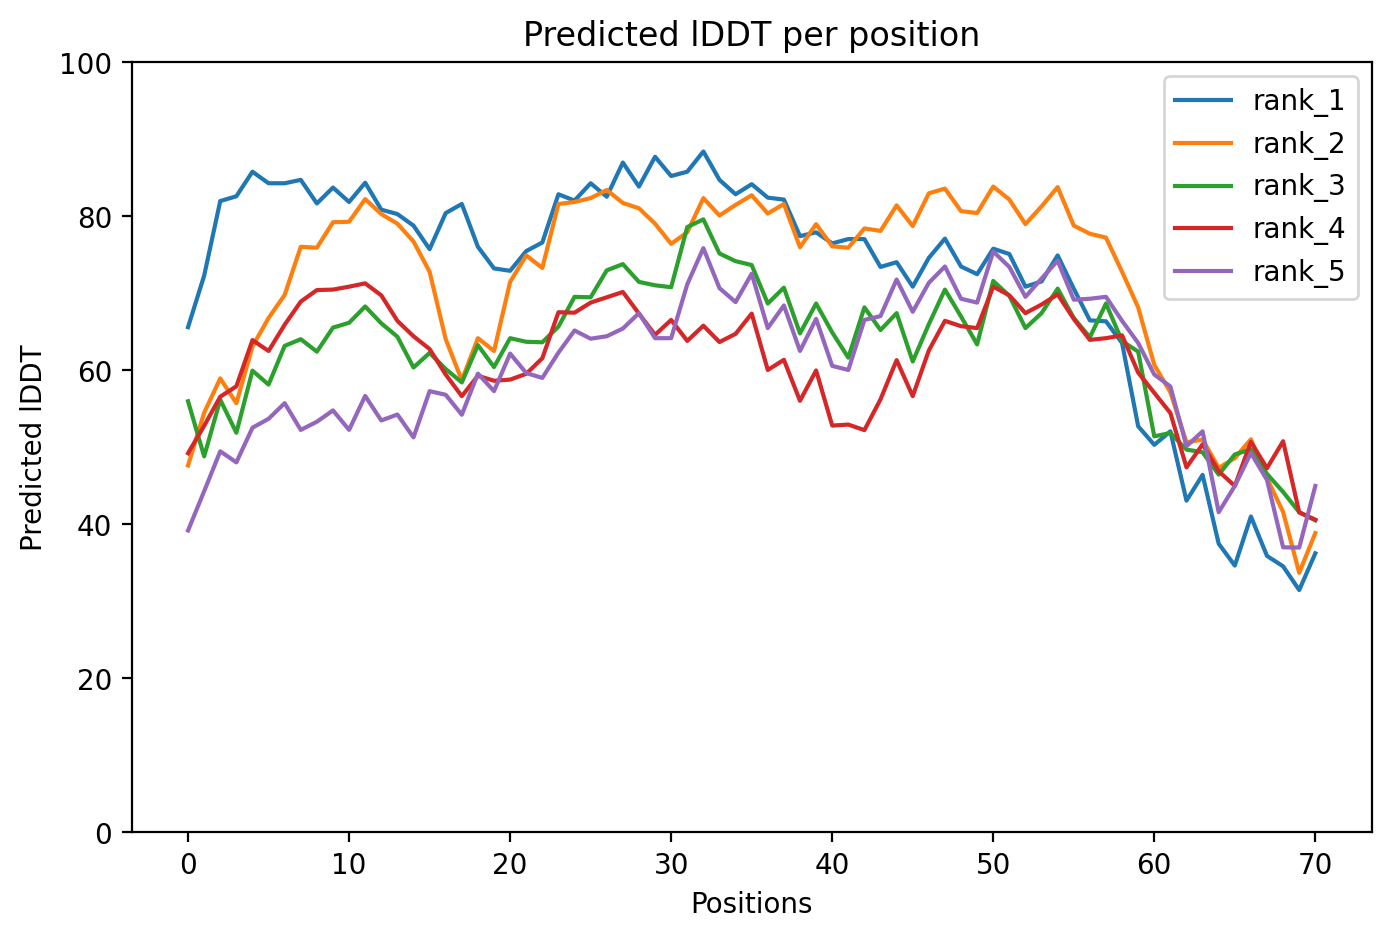 Predicted lDDT per position
100
80
60
40
20
0
Predicted lDDT
0 10 20 30 40 50 60 70
Positions
rank_1
rank_2
rank_3
rank_4
rank_5